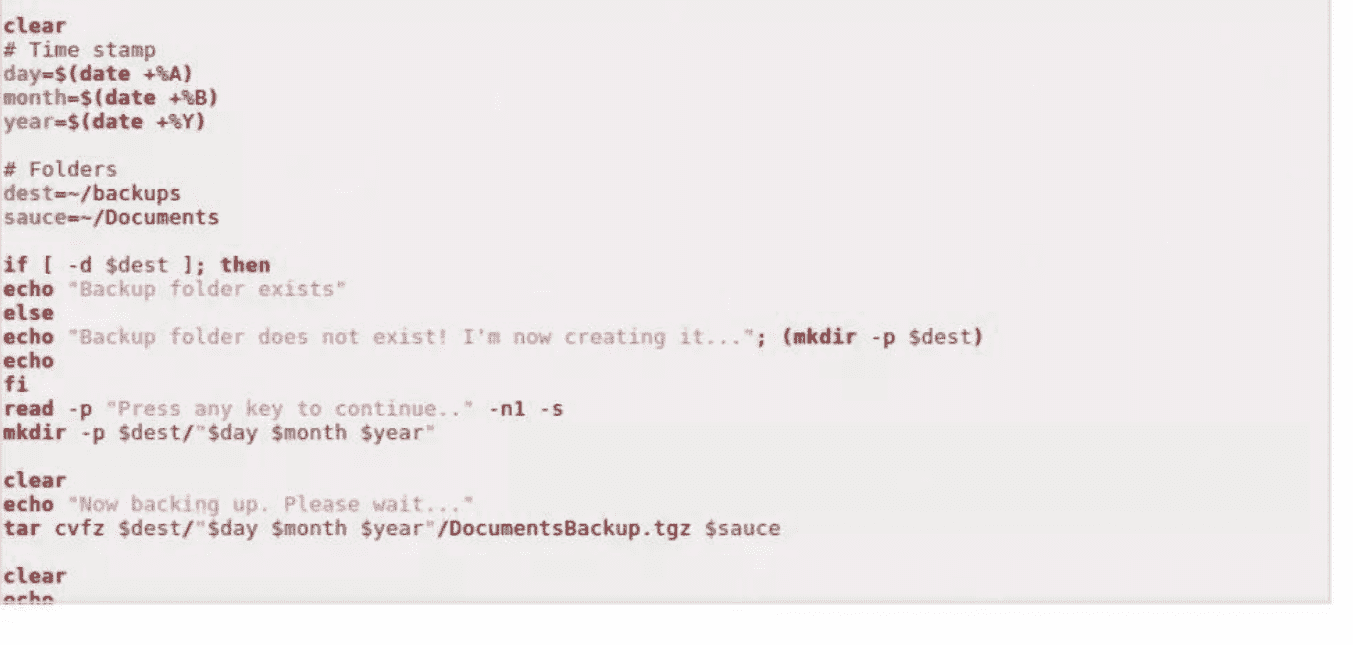 clear
# Time stamp
day=$(date +%A)
month=$(date +%B)
year=$(date +%Y)
# Folders
dest=~/backups
sauce=~/Documents
if [ -d $dest ]; then
echo "Backup folder exists"
else
echo "Backup folder does not exist! I'm now creating it..."; (mkdir -p $dest)
echo
fi
read -p "Press any key to continue.." -n1 -s
mkdir -p $dest/"$day $month $year"
clear
echo "Now backing up. Please wait..."
tar cvfz $dest/"$day $month $year"/DocumentsBackup.tgz $sauce
clear
echo